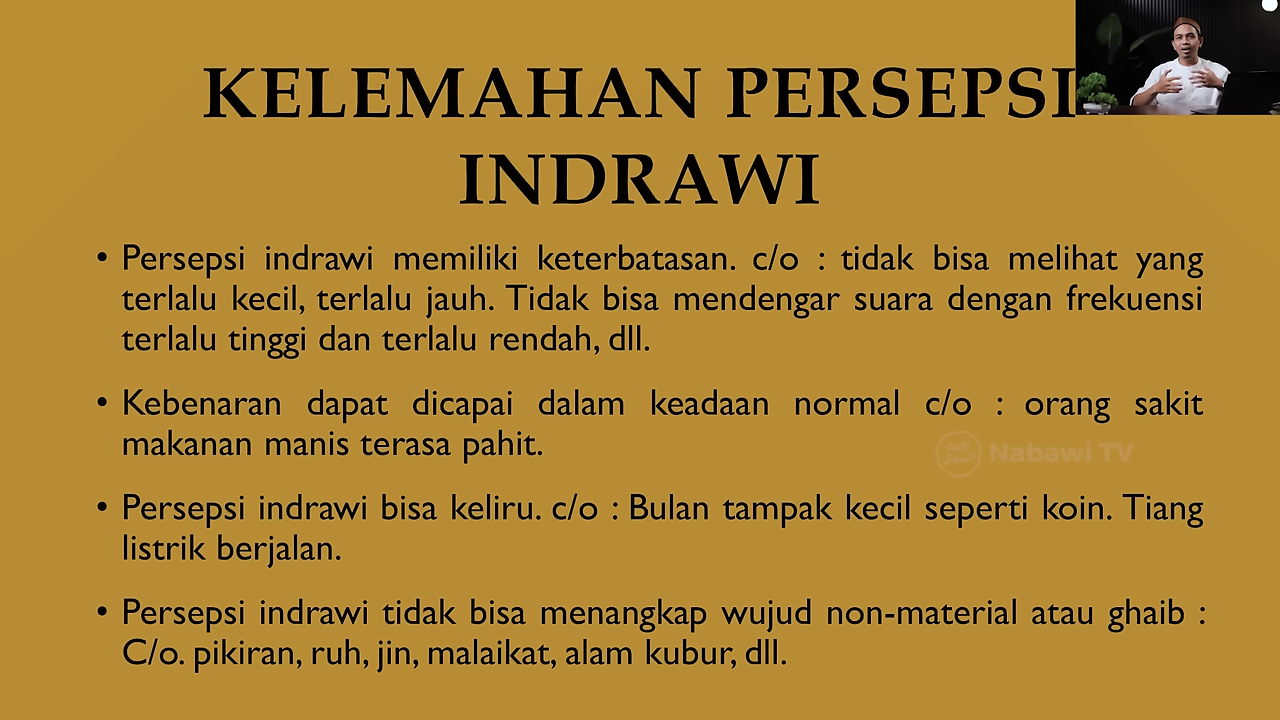 KELEMAHAN PERSEPSI
INDRAWI
• Persepsi indrawi memiliki keterbatasan. c/o : tidak bisa melihat yang
terlalu kecil, terlalu jauh. Tidak bisa mendengar suara dengan frekuensi
terlalu tinggi dan terlalu rendah, dll.
• Kebenaran dapat dicapai dalam keadaan normal c/o : orang sakit
makanan manis terasa pahit.
Nabawi TV
• Persepsi indrawi bisa keliru. c/o : Bulan tampak kecil seperti koin. Tiang
listrik berjalan.
• Persepsi indrawi tidak bisa menangkap wujud non-material atau ghaib :
C/o. pikiran, ruh, jin, malaikat, alam kubur, dll.